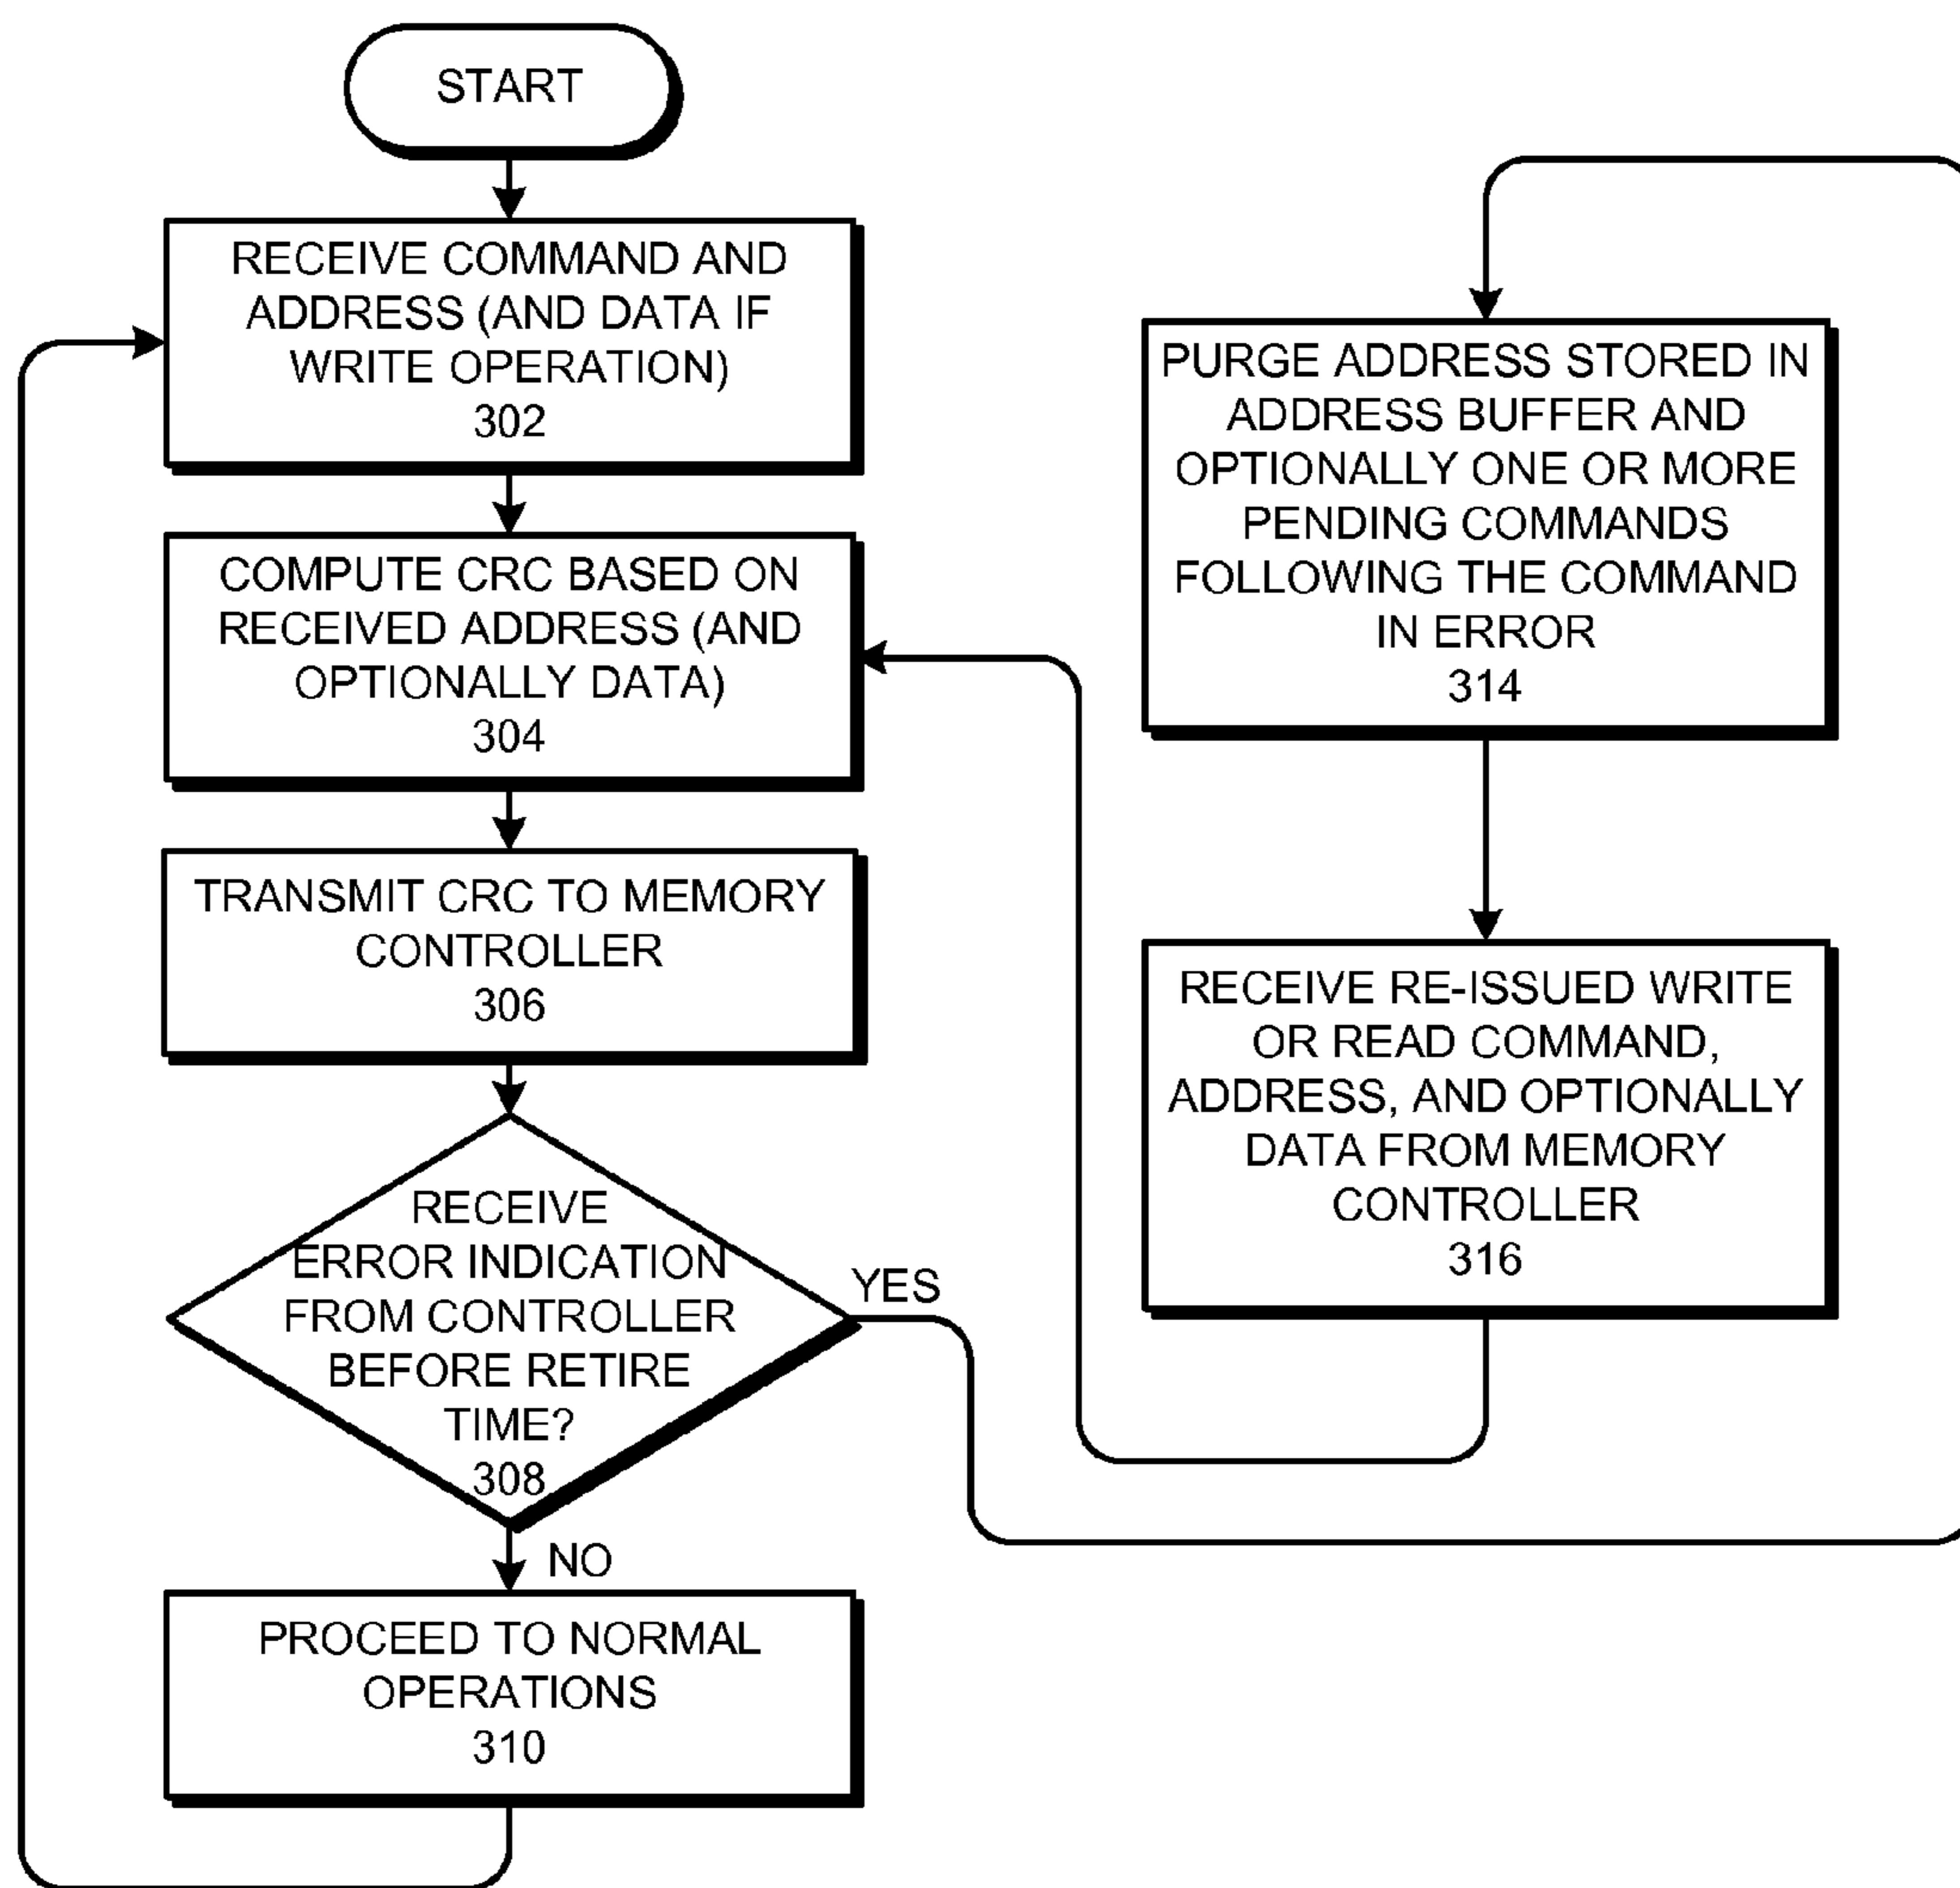 START
RECEIVE COMMAND AND
ADDRESS (AND DATA IF
WRITE OPERATION)
302
COMPUTE CRC BASED ON
RECEIVED ADDRESS (AND
OPTIONALLY DATA)
304
TRANSMIT CRC TO MEMORY
CONTROLLER
306
RECEIVE
ERROR INDICATION
FROM CONTROLLER
BEFORE RETIRE
TIME?
308
YES
NO
PROCEED TO NORMAL
OPERATIONS
310
PURGE ADDRESS STORED IN
ADDRESS BUFFER AND
OPTIONALLY ONE OR MORE
PENDING COMMANDS
FOLLOWING THE COMMAND
IN ERROR
314
RECEIVE RE-ISSUED WRITE
OR READ COMMAND,
ADDRESS, AND OPTIONALLY
DATA FROM MEMORY
CONTROLLER
316